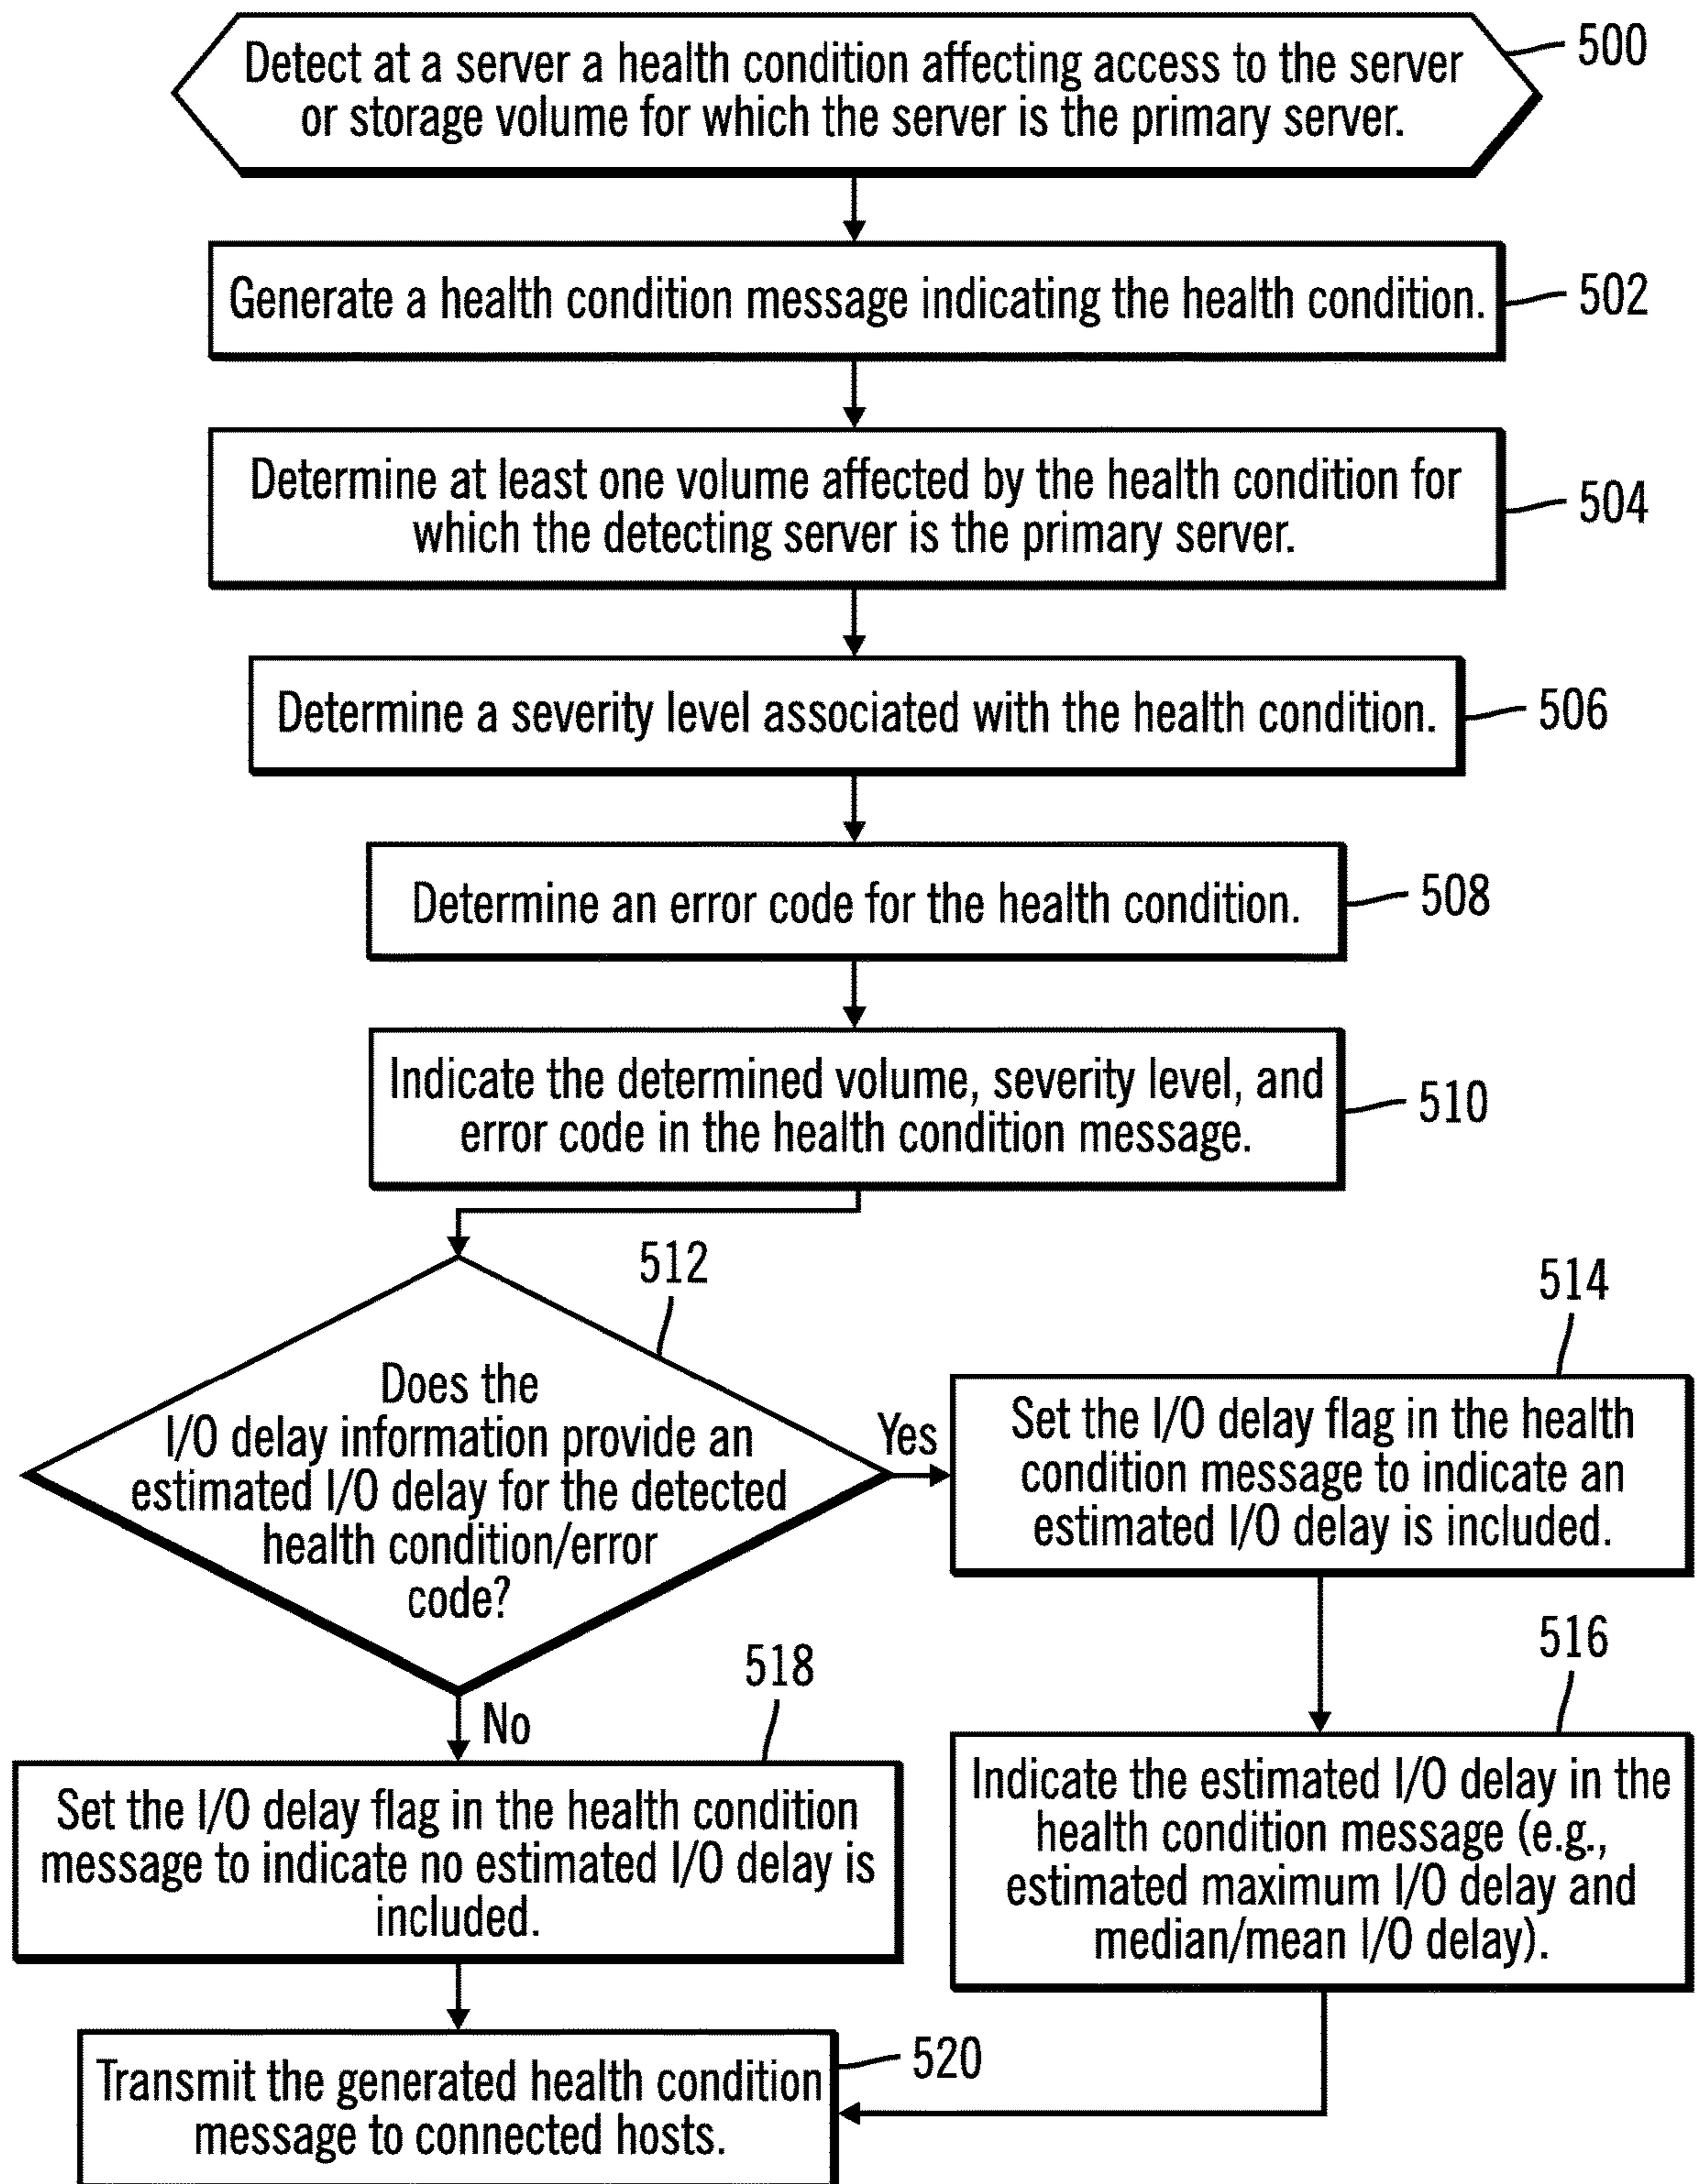 Detect at a server a health condition affecting access to the server
or storage volume for which the server is the primary server.
500
Generate a health condition message indicating the health condition.
502
Determine at least one volume affected by the health condition for
which the detecting server is the primary server.
504
Determine a severity level associated with the health condition.
506
Determine an error code for the health condition.
508
Indicate the determined volume, severity level, and
error code in the health condition message.
510
512
Does the
I/O delay information provide an
estimated I/O delay for the detected
health condition/error
code?
Yes
514
Set the I/O delay flag in the health
condition message to indicate an
estimated I/O delay is included.
516
Indicate the estimated I/O delay in the
health condition message (e.g.,
estimated maximum I/O delay and
median/mean I/O delay).
No
518
Set the I/O delay flag in the health condition
message to indicate no estimated I/O delay is
included.
520
Transmit the generated health condition
message to connected hosts.